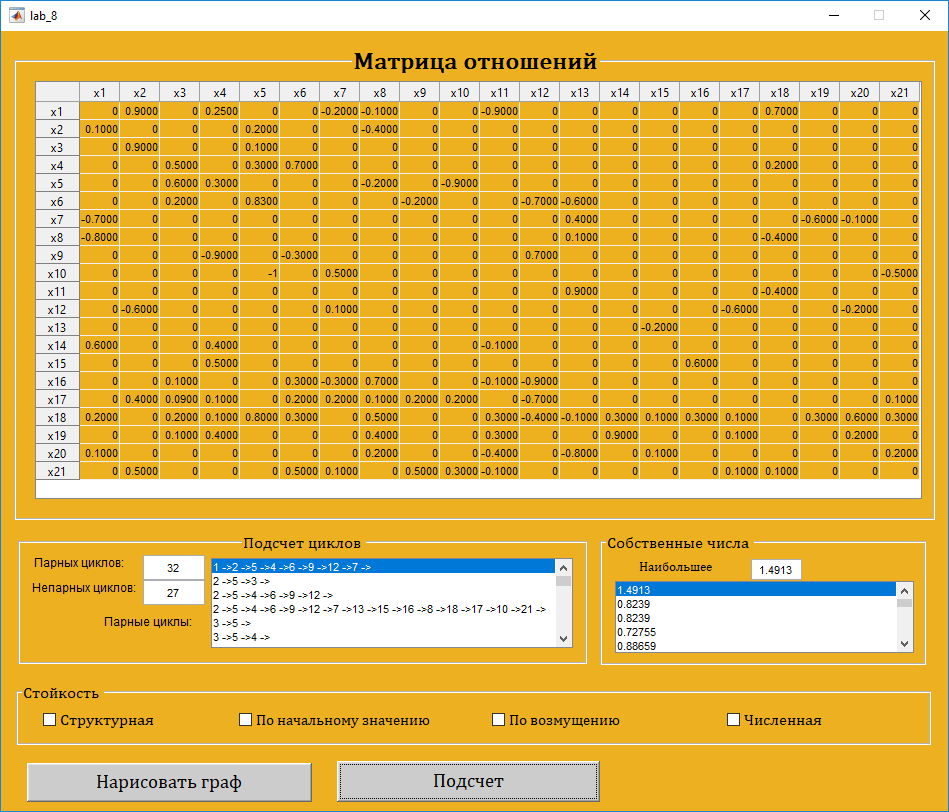 lab_8
Матрица отношений
x1 x2 x3 x4 x5 x6 x7 x8 x9 x10 x11 x12 x13 x14 x15 x16 x17 x18 x19 x20 x21
x1 0 0.9000 0 0.2500 0 0 -0.2000 -0.1000 0 0 -0.9000 0 0 0 0 0 0 0.7000 0 0 0
x2 0.1000 0 0 0 0.2000 0 0 -0.4000 0 0 0 0 0 0 0 0 0 0 0 0 0
x3 0 0.9000 0 0 0.1000 0 0 0 0 0 0 0 0 0 0 0 0 0 0 0 0
x4 0 0 0.5000 0 0.3000 0.7000 0 0 0 0 0 0 0 0 0 0 0 0.2000 0 0 0
x5 0 0 0.6000 0.3000 0 0 0 -0.2000 0 -0.9000 0 0 0 0 0 0 0 0 0 0 0
x6 0 0 0.2000 0 0.8300 0 0 0 -0.2000 0 0 -0.7000 -0.6000 0 0 0 0 0 0 0 0
x7 -0.7000 0 0 0 0 0 0 0 0 0 0 0 0.4000 0 0 0 0 0 -0.6000 -0.1000 0
x8 -0.8000 0 0 0 0 0 0 0 0 0 0 0 0.1000 0 0 0 0 -0.4000 0 0 0
x9 0 0 0 -0.9000 0 -0.3000 0 0 0 0 0 0.7000 0 0 0 0 0 0 0 0 0
x10 0 0 0 0 -1 0 0.5000 0 0 0 0 0 0 0 0 0 0 0 0 0 -0.5000
x11 0 0 0 0 0 0 0 0 0 0 0 0 0.9000 0 0 0 0 -0.4000 0 0 0
x12 0 -0.6000 0 0 0 0 0.1000 0 0 0 0 0 0 0 0 0 -0.6000 0 0 -0.2000 0
x13 0 0 0 0 0 0 0 0 0 0 0 0 0 0 -0.2000 0 0 0 0 0 0
x14 0.6000 0 0 0.4000 0 0 0 0 0 0 -0.1000 0 0 0 0 0 0 0 0 0 0
x15 0 0 0 0.5000 0 0 0 0 0 0 0 0 0 0 0 0.6000 0 0 0 0 0
x16 0 0 0.1000 0 0 0.3000 -0.3000 0.7000 0 0 -0.1000 -0.9000 0 0 0 0 0 0 0 0 0
x17 0 0.4000 0.0900 0.1000 0 0.2000 0.2000 0.1000 0.2000 0.2000 0 -0.7000 0 0 0 0 0 0 0 0 0.1000
x18 0.2000 0 0.2000 0.1000 0.8000 0.3000 0 0.5000 0 0 0.3000 -0.4000 -0.1000 0.3000 0.1000 0.3000 0.1000 0 0.3000 0.6000 0.3000
x19 0 0 0.1000 0.4000 0 0 0 0.4000 0 0 0.3000 0 0 0.9000 0 0 0.1000 0 0 0.2000 0
x20 0.1000 0 0 0 0 0 0 0.2000 0 0 -0.4000 0 -0.8000 0 0.1000 0 0 0 0 0 0.2000
x21 0 0.5000 0 0 0 0.5000 0.1000 0 0.5000 0.3000 -0.1000 0 0 0 0 0 0.1000 0.1000 0 0 0
Подсчет циклов
Парных циклов: 32
Непарных циклов: 27
Парные циклы:
1 ->2 ->5 ->4 ->6 ->9 ->12 ->7 ->
2 ->5 ->3 ->
2 ->5 ->4 ->6 ->9 ->12 ->
2 ->5 ->4 ->6 ->9 ->12 ->7 ->13 ->15 ->16 ->8 ->18 ->17 ->10 ->21 ->
3 ->5 ->
3 ->5 ->4 ->
Собственные числа
Наибольшее 1.4913
1.4913
0.8239
0.8239
0.72755
0.88659
Стойкость
Структурная По начальному значению По возмущению Численная
Нарисовать граф Подсчет